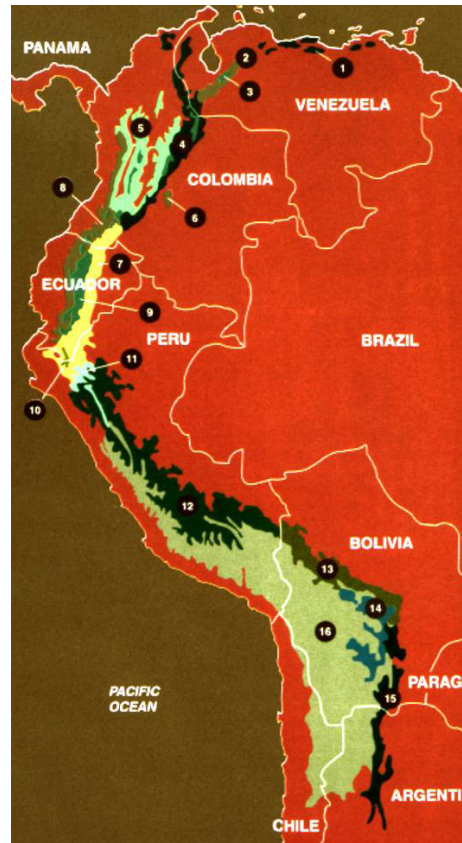 PANAMA
1
2
3
VENEZUELA
5
4
COLOMBIA
6
8
7
ECUADOR
9
PERU
BRAZIL
11
10
12
BOLIVIA
13
14
16
PACIFIC
OCEAN
PARAG
15
ARGENTI
CHILE